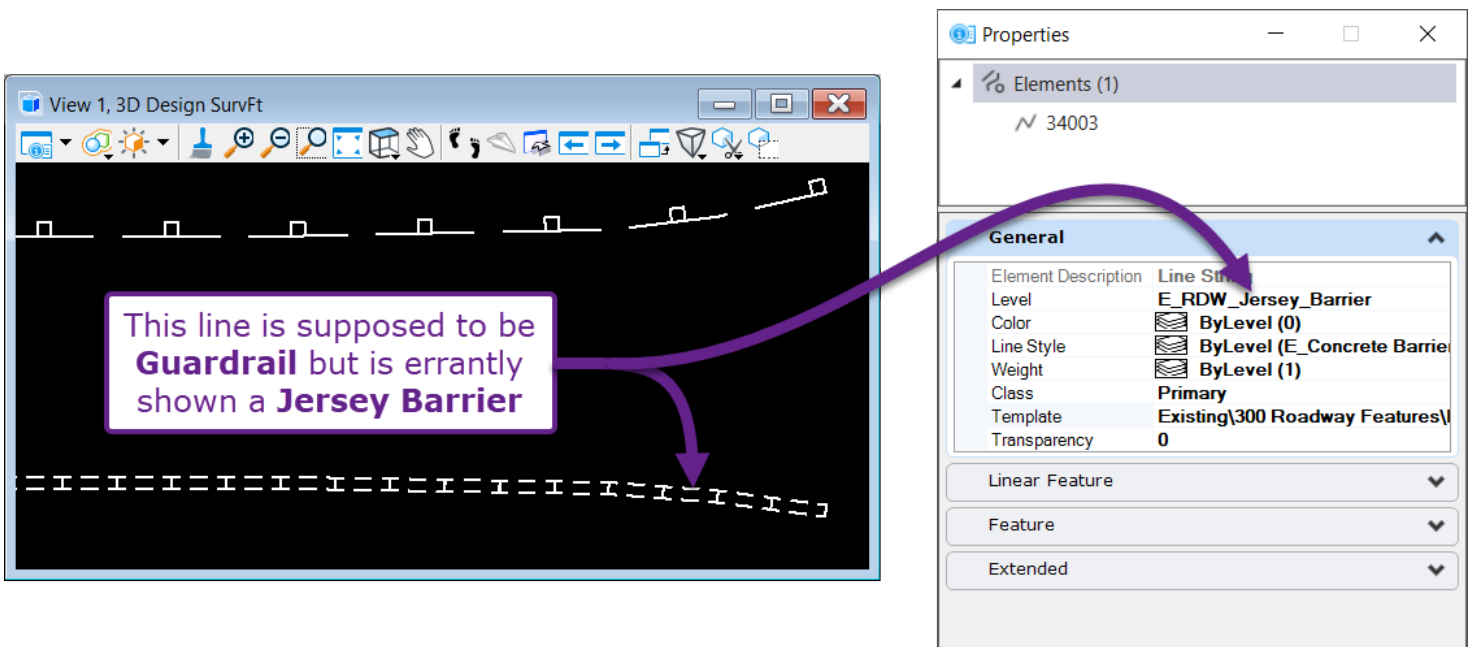 Properties
Elements (1)
34003
View 1, 3D Design SurvFt
This line is supposed to be
Guardrail but is errantly
shown a Jersey Barrier
General
Element Description Line
Level E_RDW_Jersey_Barrier
Color ByLevel (0)
Line Style ByLevel (E_Concrete Barrier
Weight ByLevel (1)
Class Primary
Template Existing\300 Roadway Features\
Transparency 0
Linear Feature
Feature
Extended